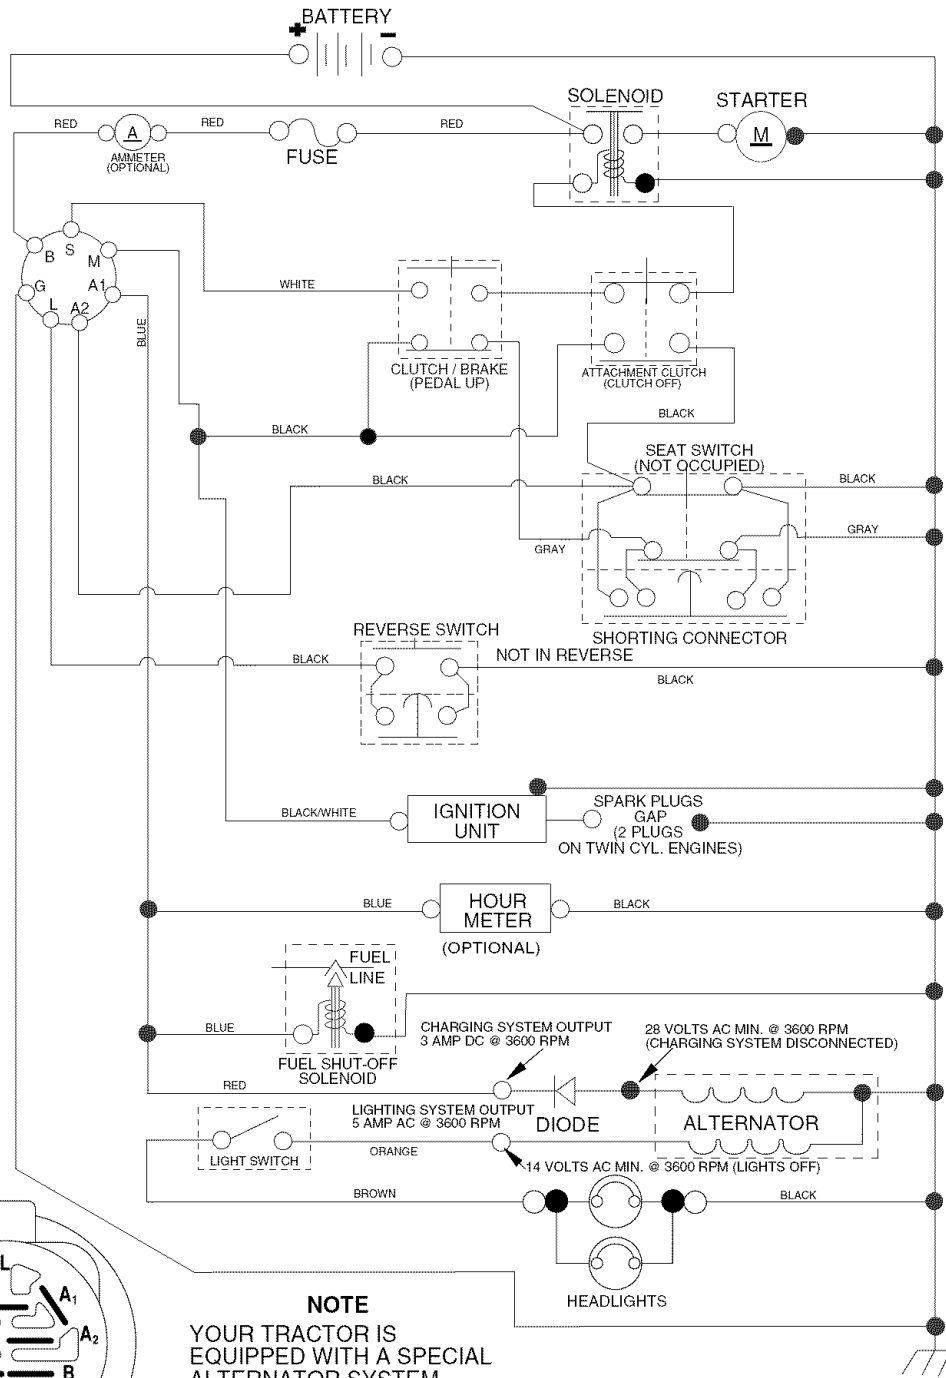 BATTERY
+ -
SOLENOID
STARTER
RED
A
RED
RED
M
AMMETER
(OPTIONAL)
FUSE
B
S
M
G
A1
L
A2
BLUE
WHITE
CLUTCH / BRAKE
(PEDAL UP)
ATTACHMENT CLUTCH
(CLUTCH OFF)
BLACK
BLACK
SEAT SWITCH
(NOT OCCUPIED)
BLACK
BLACK
GRAY
GRAY
SHORTING CONNECTOR
REVERSE SWITCH
BLACK
NOT IN REVERSE
BLACK
BLACK/WHITE
IGNITION
UNIT
SPARK PLUGS
GAP
(2 PLUGS
ON TWIN CYL. ENGINES)
BLUE
HOUR
METER
BLACK
(OPTIONAL)
FUEL
LINE
BLUE
FUEL SHUT-OFF
SOLENOID
CHARGING SYSTEM OUTPUT
3 AMP DC @ 3600 RPM
28 VOLTS AC MIN. @ 3600 RPM
(CHARGING SYSTEM DISCONNECTED)
RED
LIGHTING SYSTEM OUTPUT
5 AMP AC @ 3600 RPM
DIODE
ALTERNATOR
LIGHT SWITCH
ORANGE
14 VOLTS AC MIN. @ 3600 RPM (LIGHTS OFF)
BROWN
BLACK
HEADLIGHTS
L
A1
A2
B
NOTE
YOUR TRACTOR IS
EQUIPPED WITH A SPECIAL
ALTERNATOR SYSTEM